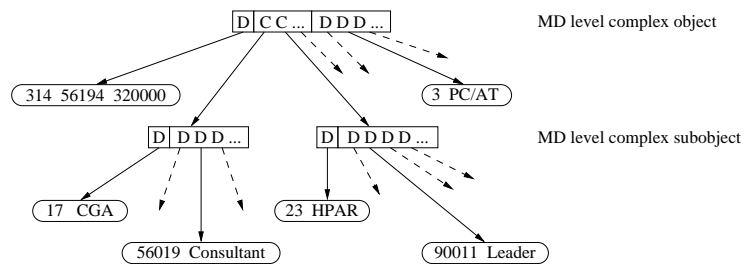 D C C ... D D D ... MD level complex object
314 56194 320000 3 PC/AT
D D D D ... D D D D D ... MD level complex subobject
17 CGA 23 HPAR
56019 Consultant 90011 Leader